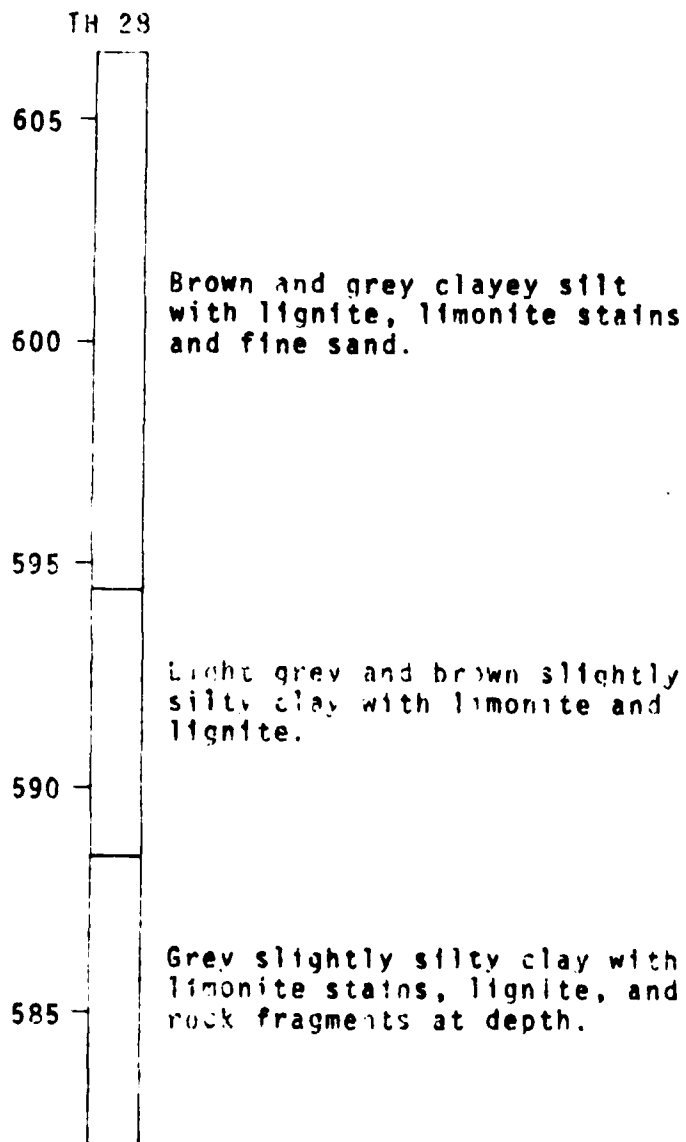 TH 28
605
Brown and grey clayey silt
with lignite, limonite stains
600
and fine sand.
595
Light grey and brown slightly
silty clay with limonite and
lignite.
590
Grey slightly silty clay with
limonite stains, lignite, and
585
rock fragments at depth.